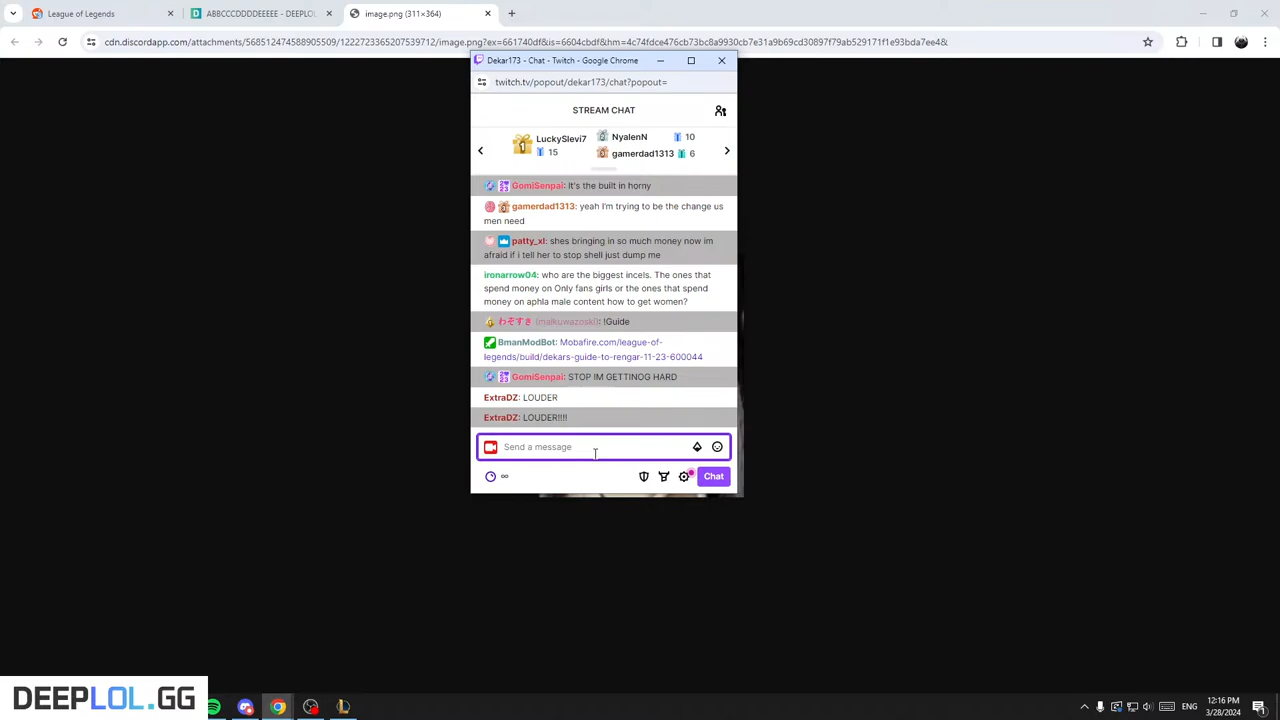 League of Legends
ABBCCCDDDDEEEEE - DEEPLOL.
image.png (311×364)
cdn.discordapp.com/attachments/568512474588905509/1222723365207539712/image.png?ex=661740df&is=6604cbdf&hm=4c74fdce476cb73bc8a9930cb7e31a9b69cd30897f79ab529171f1e93bda7ee4&
Dekar173 - Chat - Twitch - Google Chrome
twitch.tv/popout/dekar173/chat?popout=
STREAM CHAT
1 LuckySlevi7
15
NyalenN 10
gamerdad1313 6
GomiSenpai: It's the built in horny
gamerdad1313: yeah I'm trying to be the change us
men need
patty_xl: shes bringing in so much money now im
afraid if i tell her to stop shell just dump me
ironarrow04: who are the biggest incels. The ones that
spend money on Only fans girls or the ones that spend
money on aphla male content how to get women?
わぞすき (maikuwazoski): !Guide
BmanModBot: Mobafire.com/league-of-
legends/build/dekars-guide-to-rengar-11-23-600044
GomiSenpai: STOP IM GETTINOG HARD
ExtraDZ: LOUDER
ExtraDZ: LOUDER!!!!
Send a message
∞
Chat
DEEPLOL.GG
ENG
12:16 PM
3/28/2024